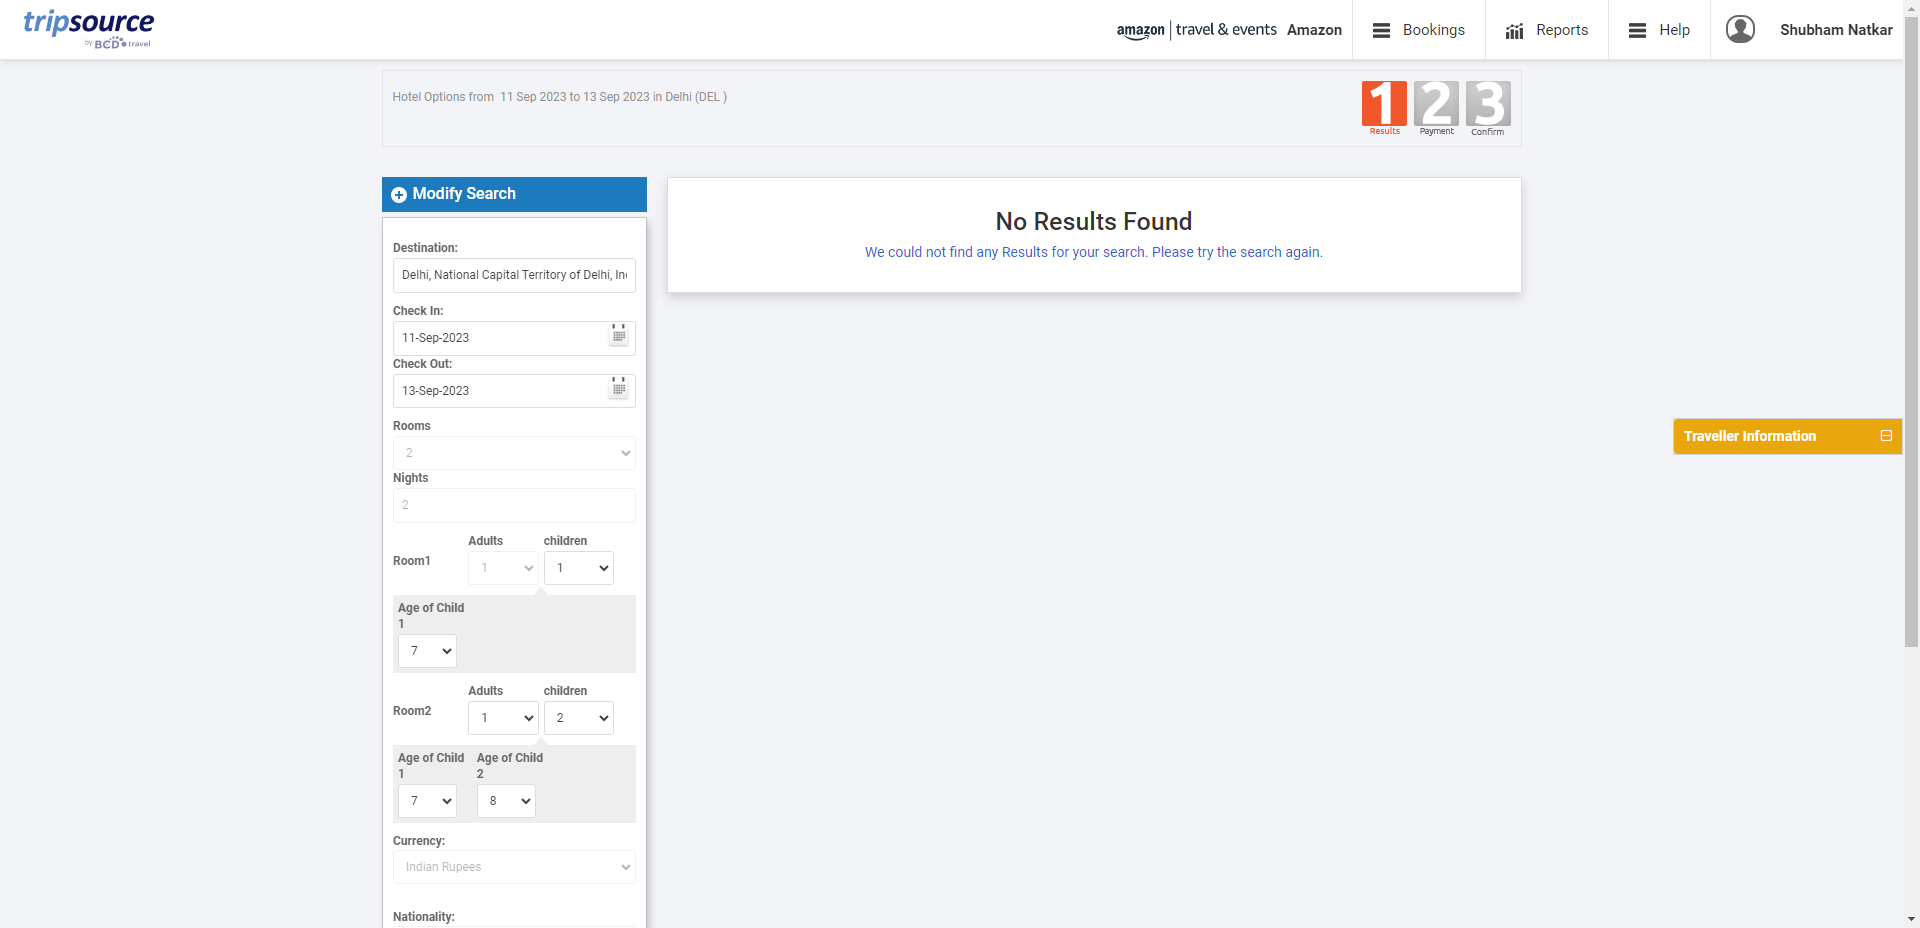 tripsource
by BCD travel
amazon | travel & events Amazon
Bookings
Reports
Help
Shubham Natkar
Hotel Options from 11 Sep 2023 to 13 Sep 2023 in Delhi (DEL )
1 2 3
Results Payment Confirm
Modify Search
No Results Found
We could not find any Results for your search. Please try the search again.
Destination:
Delhi, National Capital Territory of Delhi, In
Check In:
11-Sep-2023
Check Out:
13-Sep-2023
Traveller Information
Rooms
2
Nights
2
Adults children
Room1 1 1
Age of Child
1
7
Adults children
Room2 1 2
Age of Child Age of Child
1 2
7 8
Currency:
Indian Rupees
Nationality: